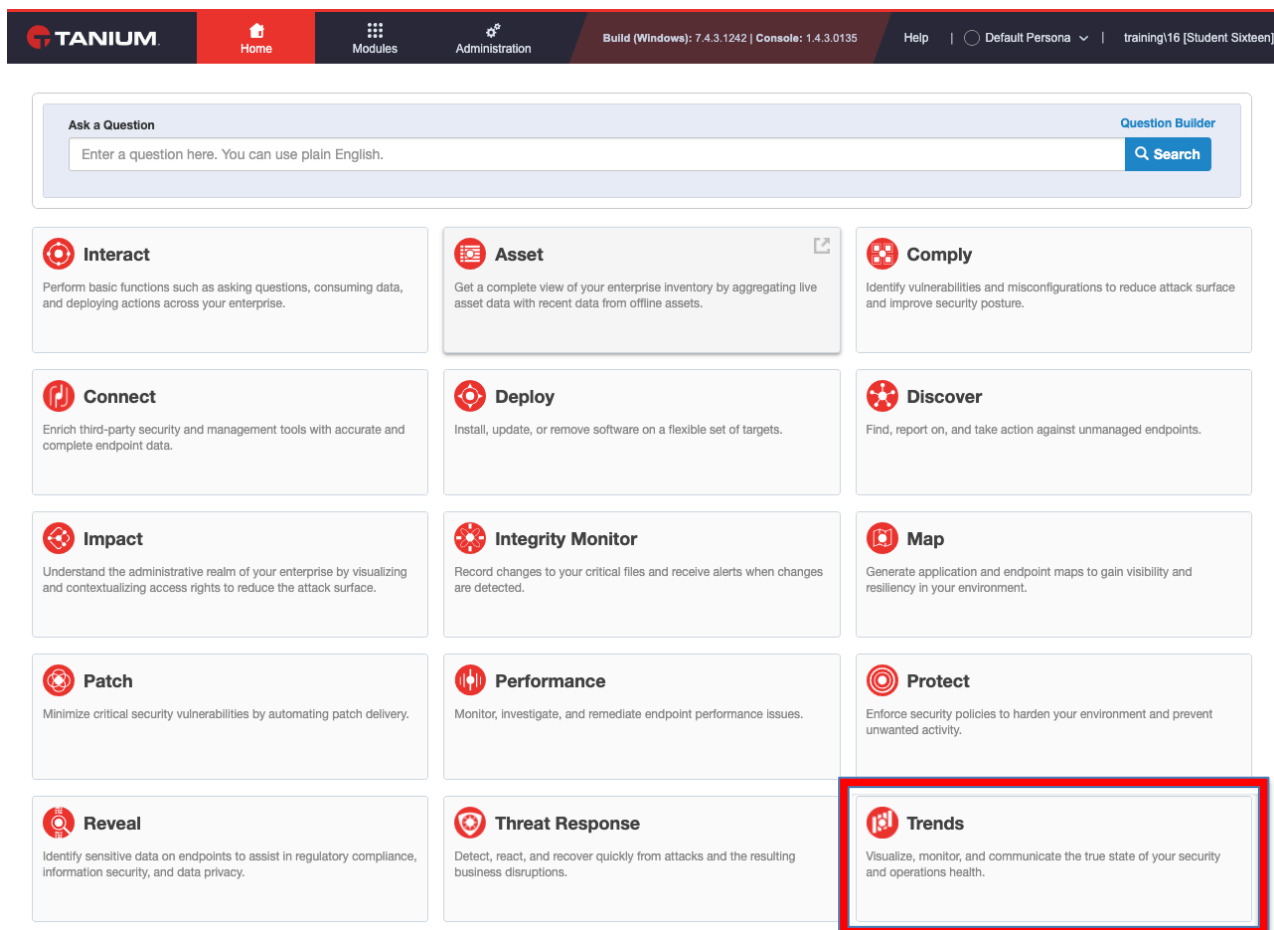 TANIUM
Home
Modules
Administration
Build (Windows): 7.4.3.1242 | Console: 1.4.3.0135
Help | Default Persona | training\16 [Student Sixteen]
Ask a Question
Question Builder
Enter a question here. You can use plain English.
Search
Interact
Perform basic functions such as asking questions, consuming data,
and deploying actions across your enterprise.
Asset
Get a complete view of your enterprise inventory by aggregating live
asset data with recent data from offline assets.
Comply
Identify vulnerabilities and misconfigurations to reduce attack surface
and improve security posture.
Connect
Enrich third-party security and management tools with accurate and
complete endpoint data.
Deploy
Install, update, or remove software on a flexible set of targets.
Discover
Find, report on, and take action against unmanaged endpoints.
Impact
Understand the administrative realm of your enterprise by visualizing
and contextualizing access rights to reduce the attack surface.
Integrity Monitor
Record changes to your critical files and receive alerts when changes
are detected.
Map
Generate application and endpoint maps to gain visibility and
resiliency in your environment.
Patch
Minimize critical security vulnerabilities by automating patch delivery.
Performance
Monitor, investigate, and remediate endpoint performance issues.
Protect
Enforce security policies to harden your environment and prevent
unwanted activity.
Reveal
Identify sensitive data on endpoints to assist in regulatory compliance,
information security, and data privacy.
Threat Response
Detect, react, and recover quickly from attacks and the resulting
business disruptions.
Trends
Visualize, monitor, and communicate the true state of your security
and operations health.